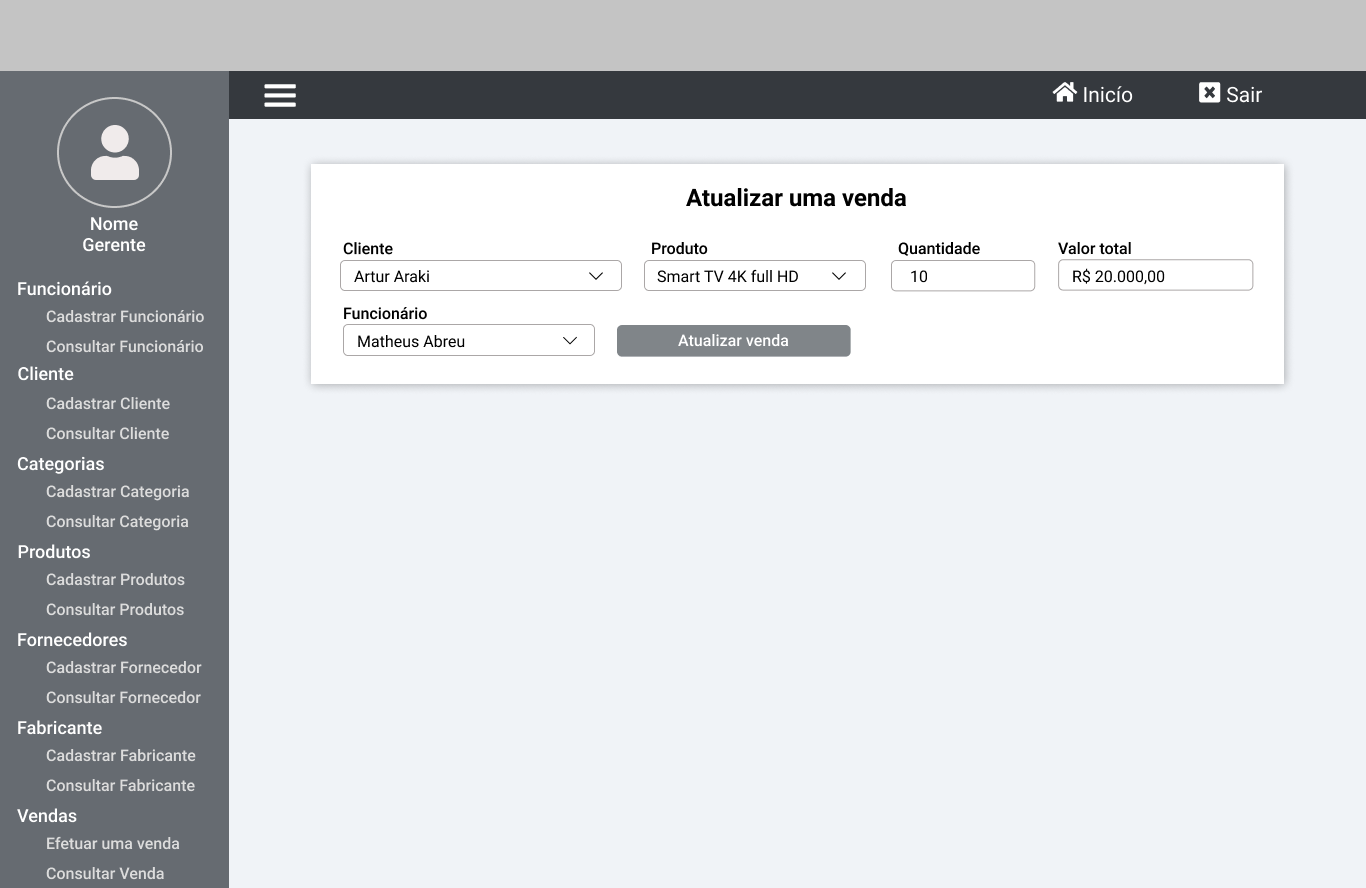 Inicío
Sair
Nome
Gerente
Funcionário
Cadastrar Funcionário
Consultar Funcionário
Cliente
Cadastrar Cliente
Consultar Cliente
Categorias
Cadastrar Categoria
Consultar Categoria
Produtos
Cadastrar Produtos
Consultar Produtos
Fornecedores
Cadastrar Fornecedor
Consultar Fornecedor
Fabricante
Cadastrar Fabricante
Consultar Fabricante
Vendas
Efetuar uma venda
Consultar Venda
Atualizar uma venda
Cliente
Artur Araki
Produto
Smart TV 4K full HD
Quantidade
10
Valor total
R$ 20.000,00
Funcionário
Matheus Abreu
Atualizar venda